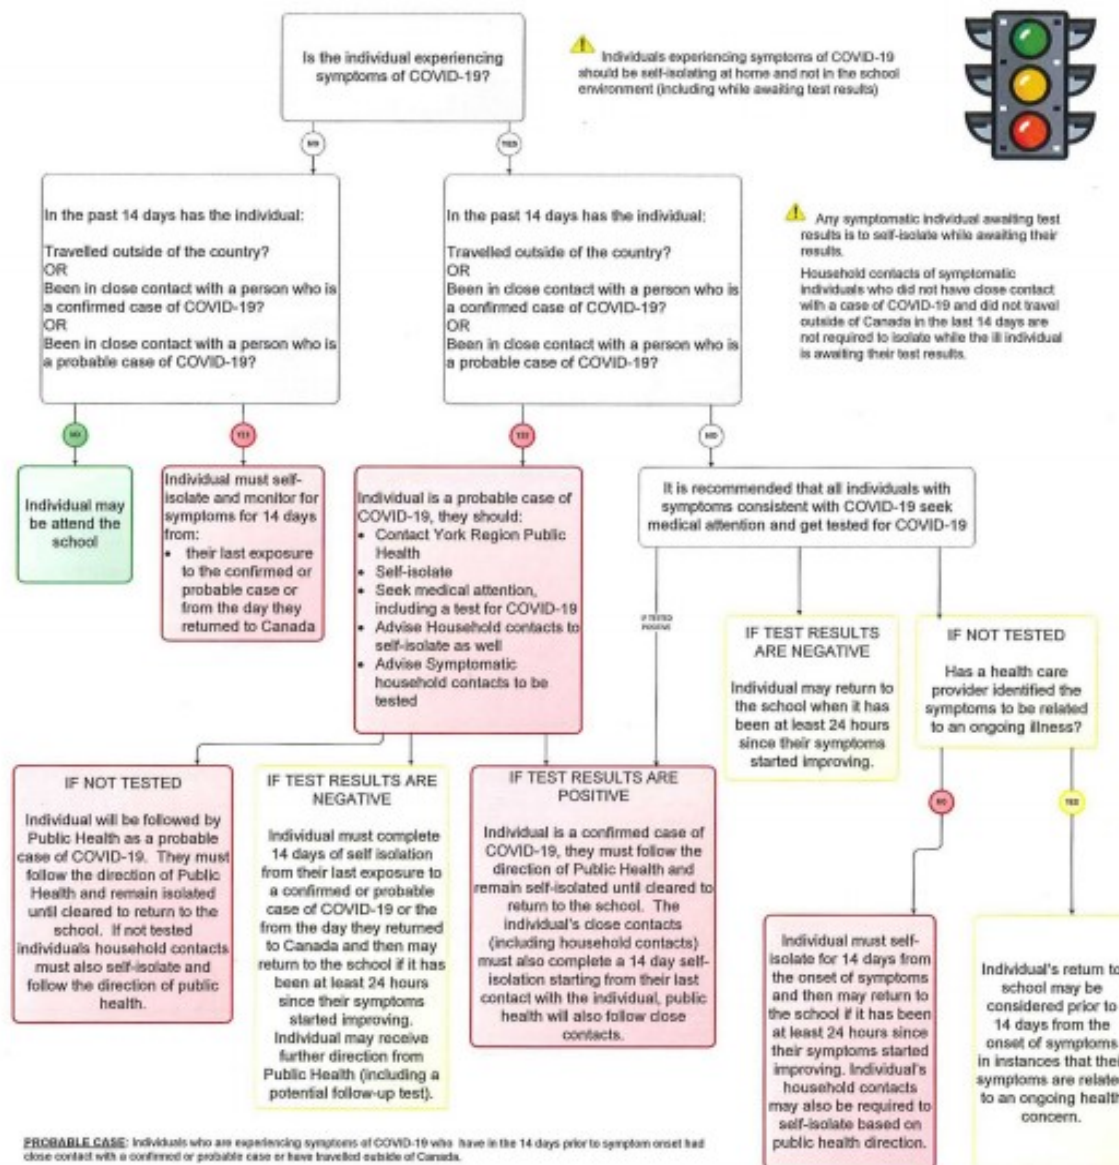 Is the individual experiencing
symptoms of COVID-19?
Individuals experiencing symptoms of COVID-19
should be self-isolating at home and not in the school
environment (including while awaiting test results)
NO
YES
In the past 14 days has the individual:
Travelled outside of the country?
OR
Been in close contact with a person who is
a confirmed case of COVID-19?
OR
Been in close contact with a person who is
a probable case of COVID-19?
In the past 14 days has the individual:
Travelled outside of the country?
OR
Been in close contact with a person who is
a confirmed case of COVID-19?
OR
Been in close contact with a person who is
a probable case of COVID-19?
Any symptomatic individual awaiting test
results is to self-isolate while awaiting their
results.
Household contacts of symptomatic
individuals who did not have close contact
with a case of COVID-19 and did not travel
outside of Canada in the last 14 days are
not required to isolate while the ill individual
is awaiting their test results.
NO
YES
YES
NO
Individual may
be attend the
school
Individual must self-
isolate and monitor for
symptoms for 14 days
from:
• their last exposure
to the confirmed or
probable case or
from the day they
returned to Canada
Individual is a probable case of
COVID-19, they should:
• Contact York Region Public
Health
• Self-isolate
• Seek medical attention,
including a test for COVID-19
• Advise Household contacts to
self-isolate as well
• Advise Symptomatic
household contacts to be
tested
It is recommended that all individuals with
symptoms consistent with COVID-19 seek
medical attention and get tested for COVID-19
IF TESTED
POSITIVE
IF TEST RESULTS
ARE NEGATIVE
Individual may return to
the school when it has
been at least 24 hours
since their symptoms
started improving.
IF NOT TESTED
Has a health care
provider identified the
symptoms to be related
to an ongoing illness?
NO
YES
IF NOT TESTED
Individual will be followed by
Public Health as a probable
case of COVID-19. They must
follow the direction of Public
Health and remain isolated
until cleared to return to the
school. If not tested
individuals household contacts
must also self-isolate and
follow the direction of public
health.
IF TEST RESULTS ARE
NEGATIVE
Individual must complete
14 days of self isolation
from their last exposure to
a confirmed or probable
case of COVID-19 or the
from the day they returned
to Canada and then may
return to the school if it has
been at least 24 hours
since their symptoms
started improving.
Individual may receive
further direction from
Public Health (including a
potential follow-up test).
IF TEST RESULTS ARE
POSITIVE
Individual is a confirmed case of
COVID-19, they must follow the
direction of Public Health and
remain self-isolated until cleared to
return to the school. The
individual's close contacts
(including household contacts)
must also complete a 14 day self-
isolation starting from their last
contact with the individual, public
health will also follow close
contacts.
Individual must self-
isolate for 14 days from
the onset of symptoms
and then may return to
the school if it has been
at least 24 hours since
their symptoms started
improving. Individual's
household contacts
may also be required to
self-isolate based on
public health direction.
Individual's return to
school may be
considered prior to
14 days from the
onset of symptoms
in instances that their
symptoms are related
to an ongoing health
concern.
PROBABLE CASE: Individuals who are experiencing symptoms of COVID-19 who have in the 14 days prior to symptom onset had
close contact with a confirmed or probable case or have travelled outside of Canada.